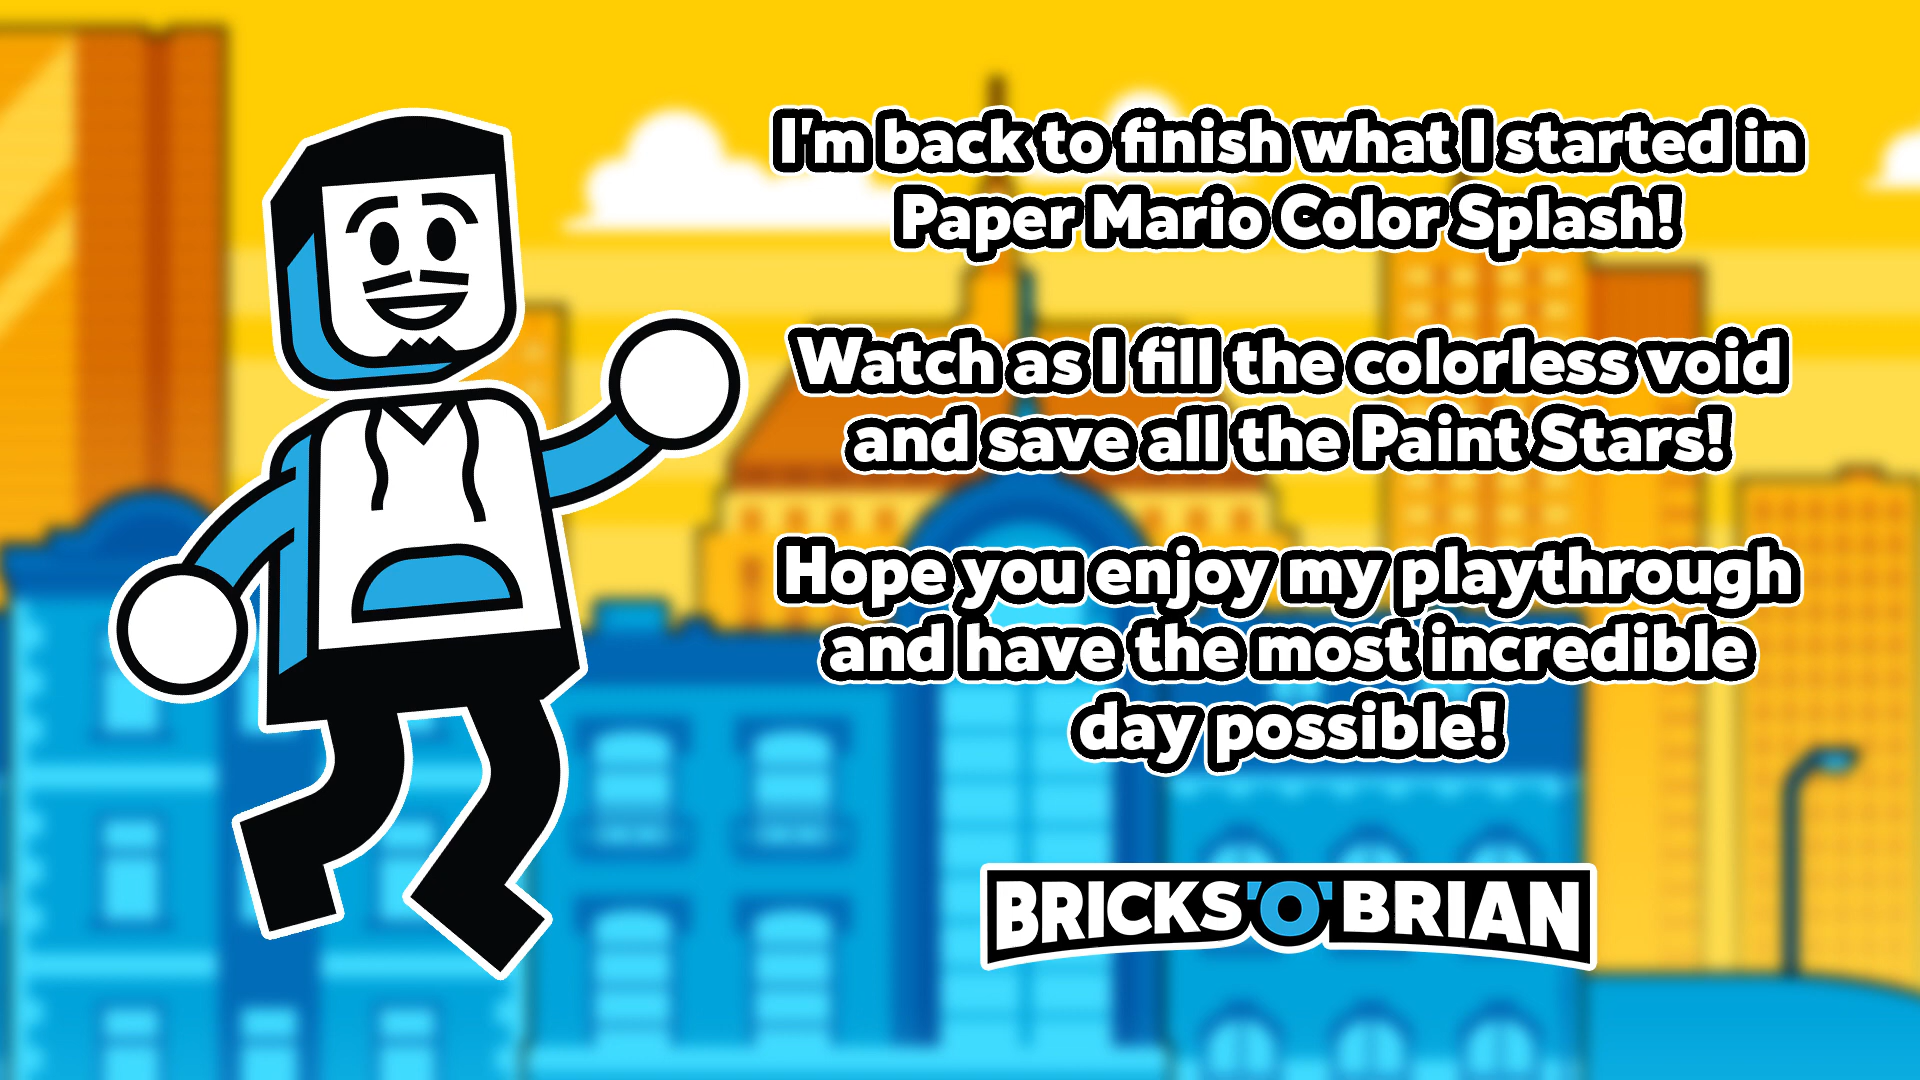 I'm back to finish what I started in
Paper Mario Color Splash!
Watch as I fill the colorless void
and save all the Paint Stars!
Hope you enjoy my playthrough
and have the most incredible
day possible!
BRICKS'O'BRIAN